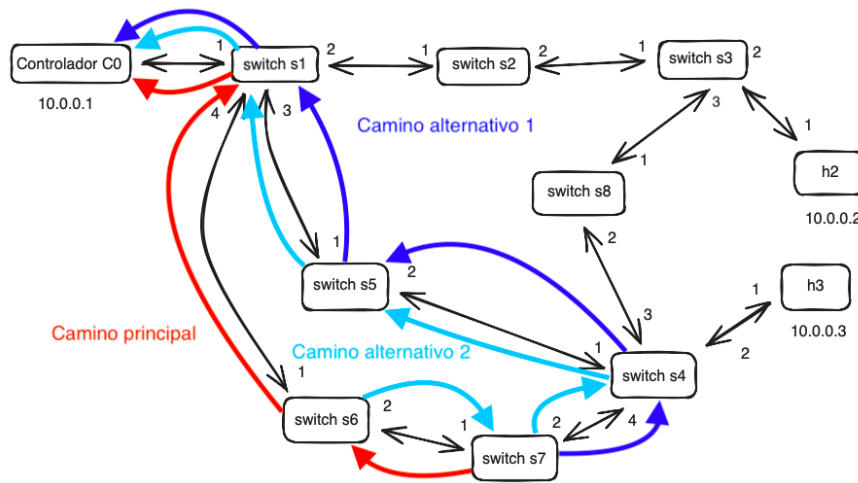 Controlador C0
10.0.0.1
1
switch s1
2
4
3
1
switch s2
2
1
switch s3
2
3
Camino alternativo 1
1
1
switch s8
2
h2
10.0.0.2
1
switch s5
2
1
h3
10.0.0.3
Camino principal
Camino alternativo 2
3
1
2
switch s4
4
1
switch s6
2
1
2
switch s7